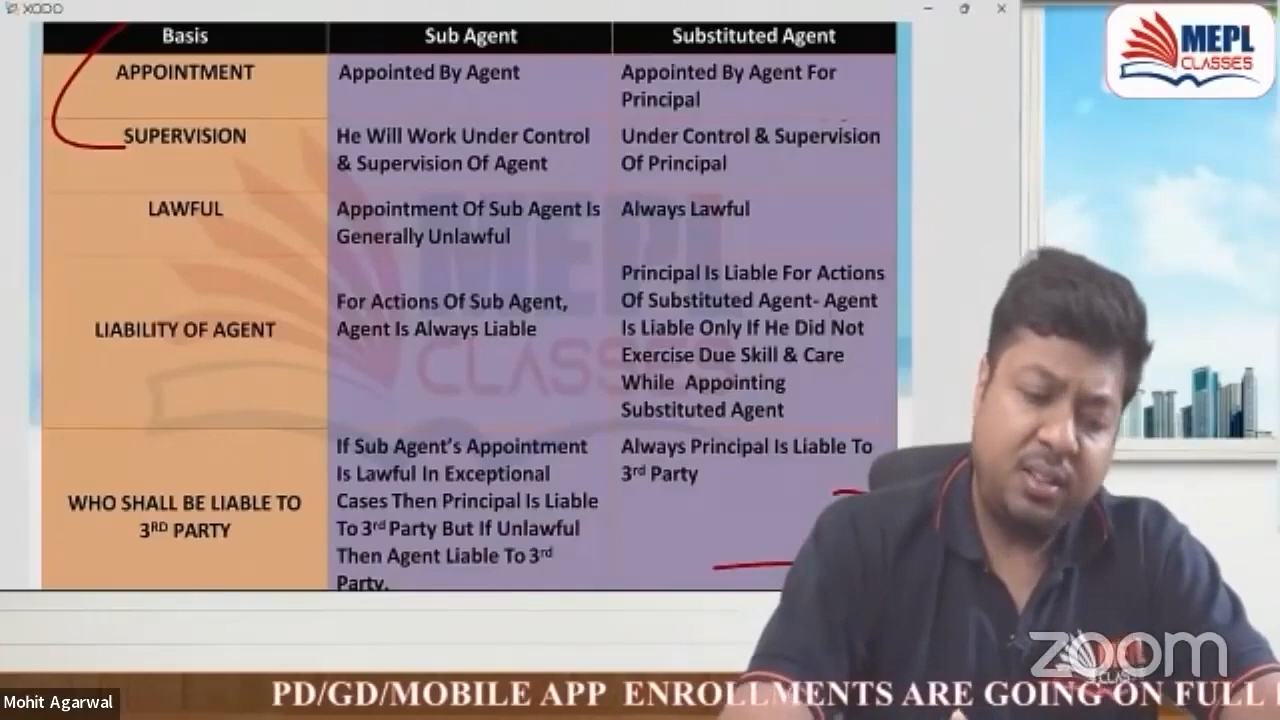 XODO
Basis
Sub Agent
Substituted Agent
APPOINTMENT
Appointed By Agent
Appointed By Agent For
Principal
SUPERVISION
He Will Work Under Control
& Supervision Of Agent
Under Control & Supervision
Of Principal
LAWFUL
Appointment Of Sub Agent Is
Generally Unlawful
Always Lawful
LIABILITY OF AGENT
For Actions Of Sub Agent,
Agent Is Always Liable
Principal Is Liable For Actions
Of Substituted Agent- Agent
Is Liable Only If He Did Not
Exercise Due Skill & Care
While Appointing
Substituted Agent
WHO SHALL BE LIABLE TO
3RD PARTY
If Sub Agent's Appointment
Is Lawful In Exceptional
Cases Then Principal Is Liable
To 3rd Party But If Unlawful
Then Agent Liable To 3rd
Party.
Always Principal Is Liable To
3rd Party
MEPL
CLASSES
MEPL
CLASSES
zoom
Mohit Agarwal
PD/GD/MOBILE APP ENROLLMENTS ARE GOING ON FULL